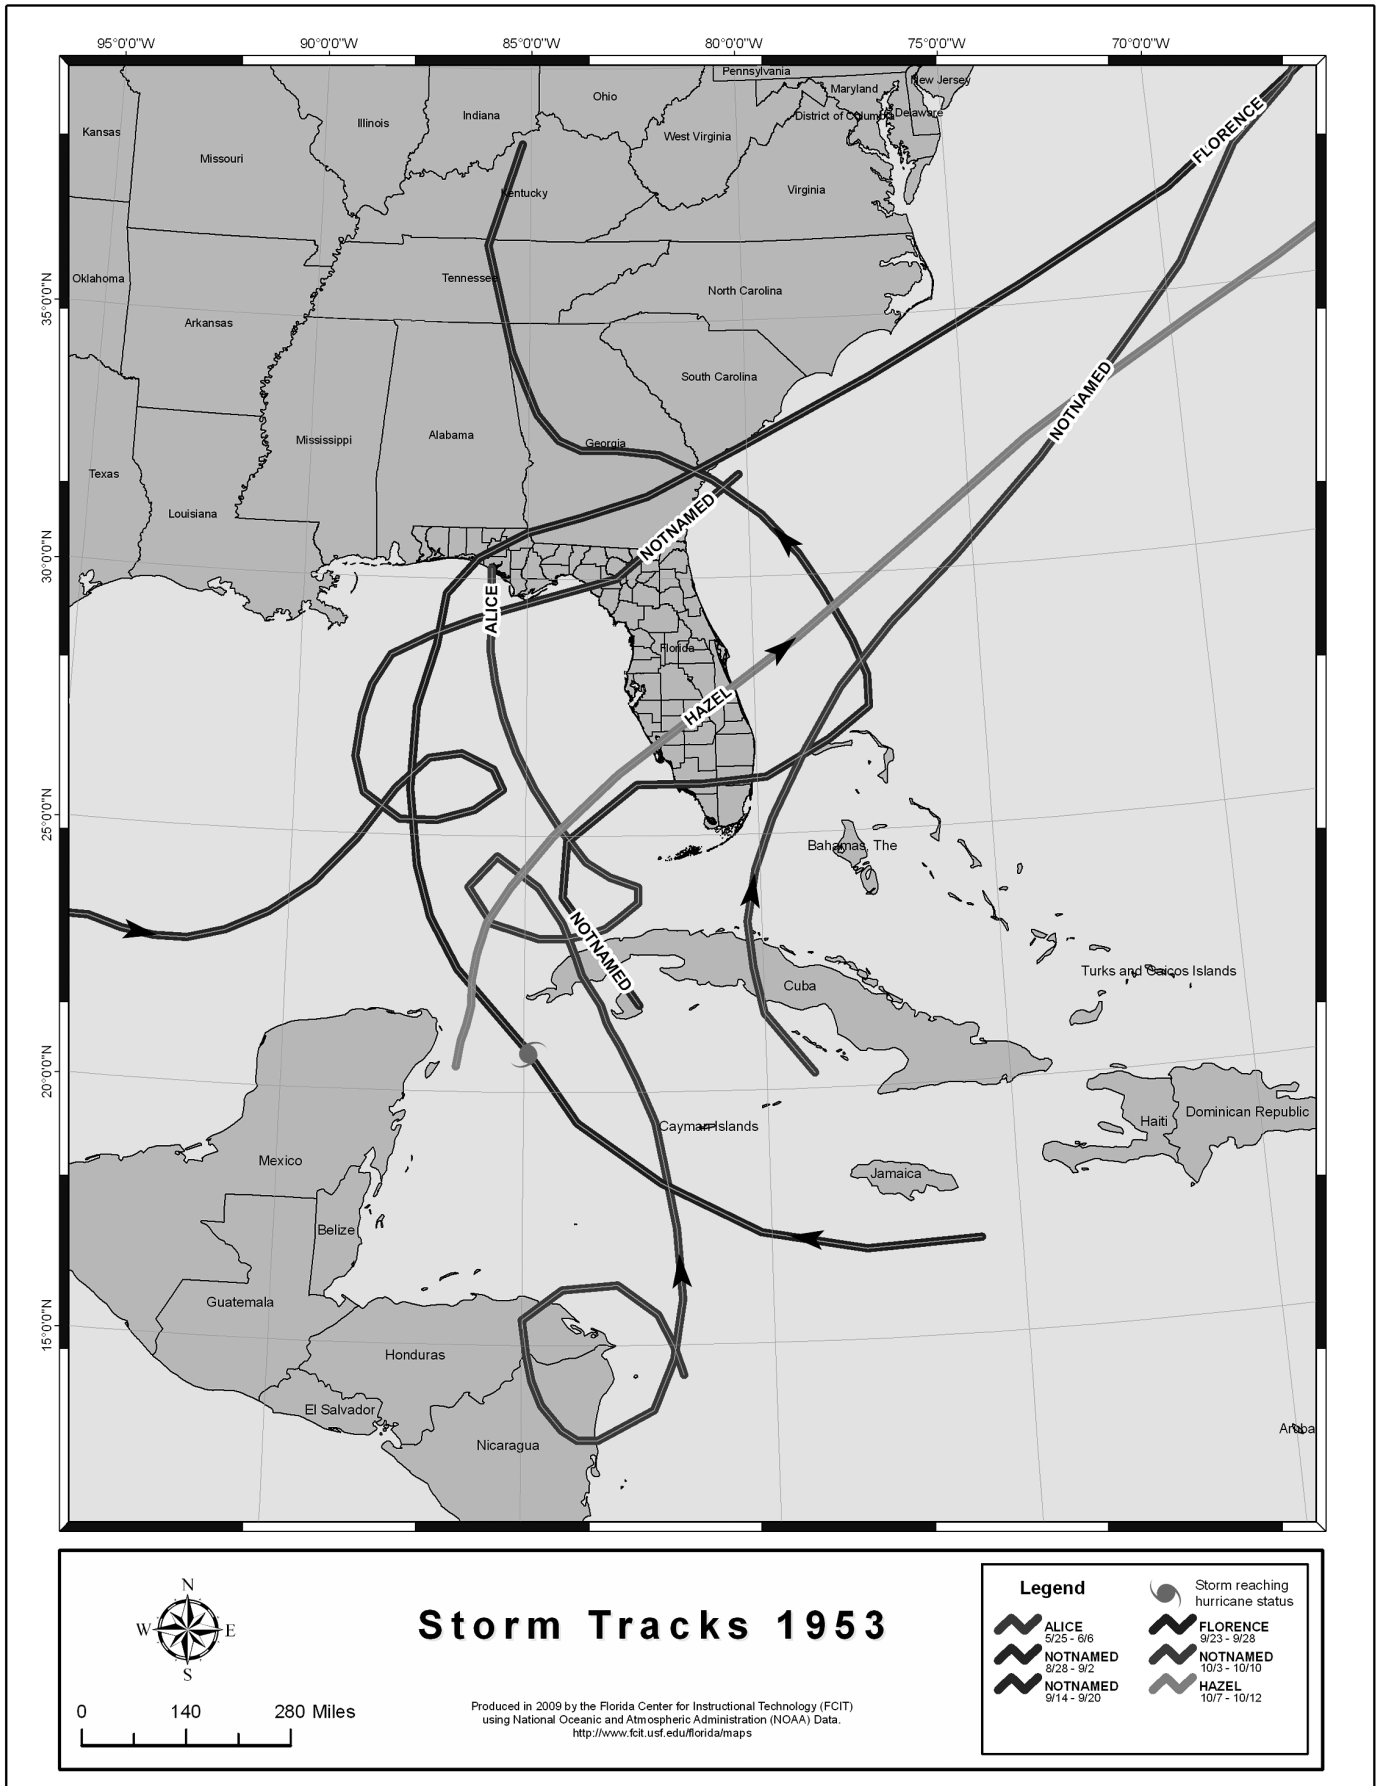 95°0'0"W 90°0'0"W 85°0'0"W 80°0'0"W 75°0'0"W 70°0'0"W
Pennsylvania
New Jersey
Ohio
Maryland
Indiana
Illinois
District of Columbia
Delaware
Kansas
West Virginia
FLORENCE
Missouri
Kentucky
Virginia
Oklahoma
Tennessee
North Carolina
35°0'0"N
Arkansas
South Carolina
NOTNAMED
Mississippi
Alabama
Georgia
Texas
Louisiana
NOTNAMED
30°0'0"N
ALICE
Florida
HAZEL
25°0'0"N
Bahamas, The
NOTNAMED
Turks and Caicos Islands
Cuba
20°0'0"N
Cayman Islands
Haiti
Dominican Republic
Mexico
Jamaica
Belize
Guatemala
15°0'0"N
Honduras
El Salvador
Nicaragua
Aruba
N
W E
S
0 140 280 Miles
Storm Tracks 1953
Produced in 2009 by the Florida Center for Instructional Technology (FCIT)
using National Oceanic and Atmospheric Administration (NOAA) Data.
http://www.fcit.usf.edu/florida/maps
Legend
Storm reaching
hurricane status
ALICE
5/25 - 6/6
NOTNAMED
8/28 - 9/2
NOTNAMED
9/14 - 9/20
FLORENCE
9/23 - 9/28
NOTNAMED
10/3 - 10/10
HAZEL
10/7 - 10/12